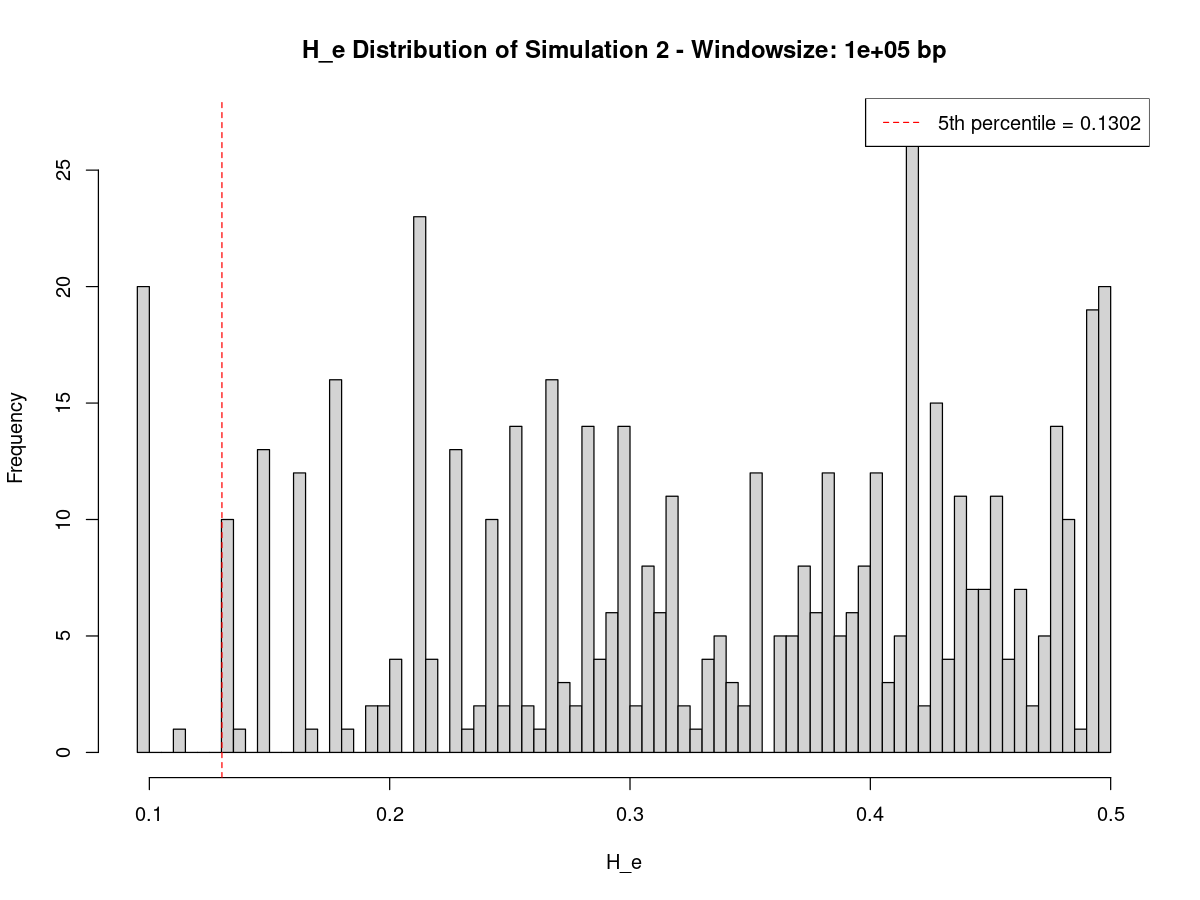 H_e Distribution of Simulation 2 - Windowsize: 1e+05 bp
5th percentile = 0.1302
25
20
15
10
5
0
Frequency
0.1 0.2 0.3 0.4 0.5
H_e